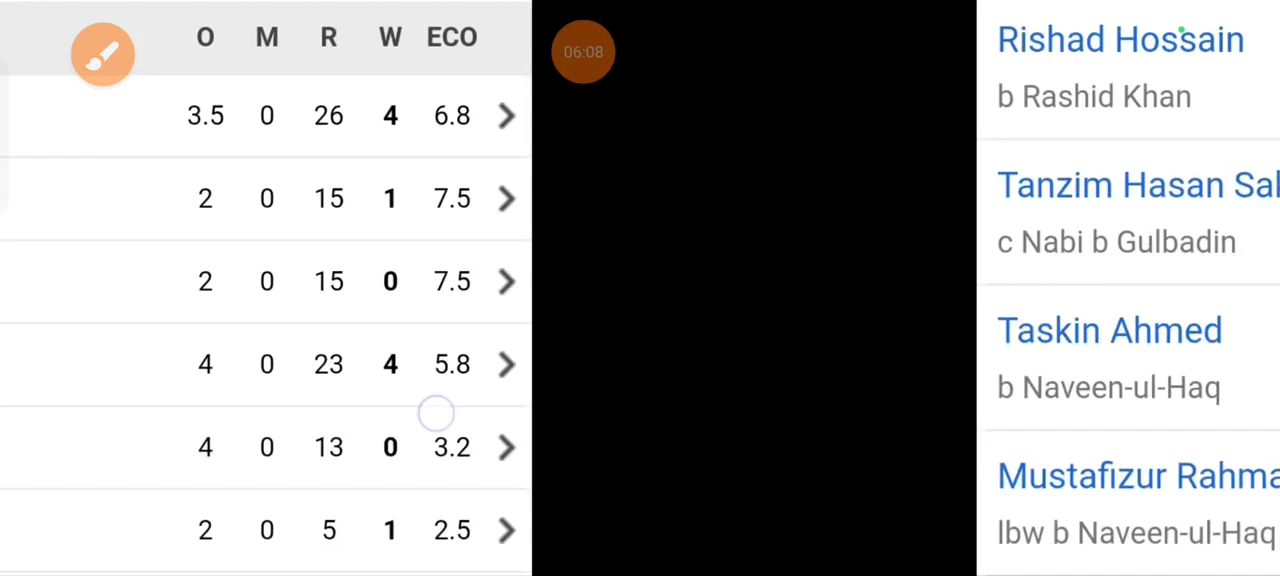 O M R W ECO
3.5 0 26 4 6.8
2 0 15 1 7.5
2 0 15 0 7.5
4 0 23 4 5.8
4 0 13 0 3.2
2 0 5 1 2.5
06:08
Rishad Hossain
b Rashid Khan
Tanzim Hasan
c Nabi b Gulbadin
Taskin Ahmed
b Naveen-ul-Haq
Mustafizur
lbw b Naveen-ul-Haq